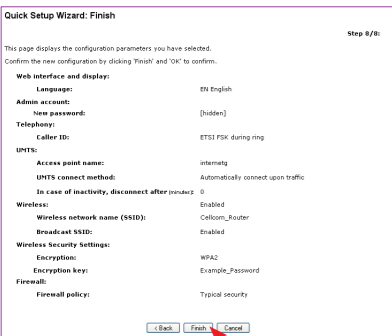 Quick Setup Wizard: Finish
Step 8/8:
This page displays the configuration parameters you have selected.
Confirm the new configuration by clicking 'Finish' and 'OK' to confirm.
Web interface and display:
Language: EN English
Admin account:
New password: [hidden]
Telephony:
Caller ID: ETSI FSK during ring
UMTS:
Access point name: internetg
UMTS connect method: Automatically connect upon traffic
In case of inactivity, disconnect after (minutes): 0
Wireless: Enabled
Wireless network name (SSID): Cellcom_Router
Broadcast SSID: Enabled
Wireless Security Settings:
Encryption: WPA2
Encryption key: Example_Password
Firewall:
Firewall policy: Typical security
< Back Finish Cancel